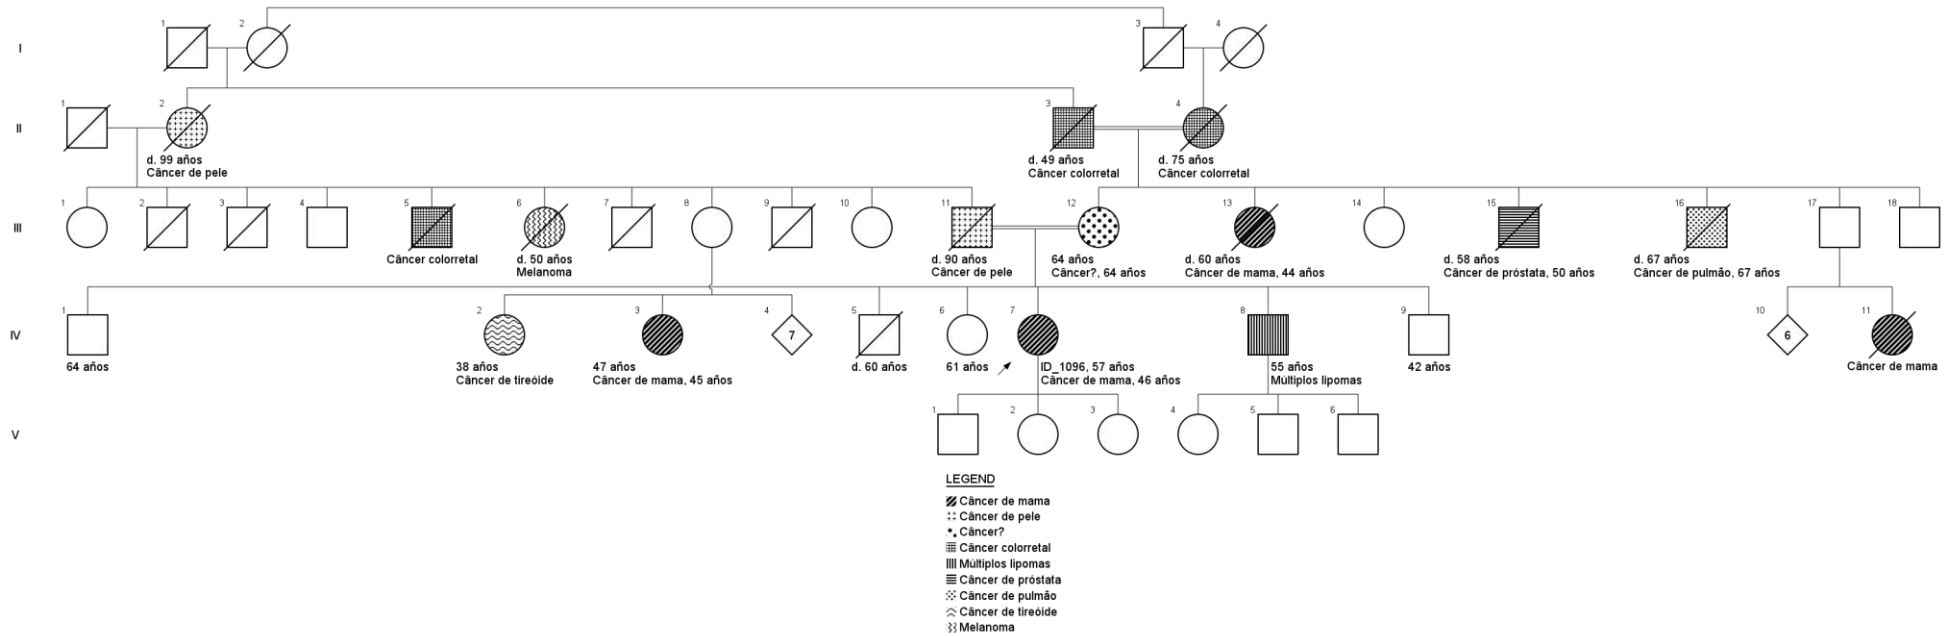 1
2
3
4
I
1
2
3
4
II
d. 99 años
Câncer de pele
d. 49 años
Câncer colorretal
d. 75 años
Câncer colorretal
1
2
3
4
5
6
7
8
9
10
11
12
13
14
15
16
17
18
III
Câncer colorretal
d. 50 años
Melanoma
d. 90 años
Câncer de pele
64 años
Câncer?, 64 años
d. 60 años
Câncer de mama, 44 años
d. 58 años
Câncer de próstata, 50 años
d. 67 años
Câncer de pulmão, 67 años
1
2
3
4
5
6
7
8
9
10
11
IV
7
6
64 años
38 años
Câncer de tireóide
47 años
Câncer de mama, 45 años
d. 60 años
61 años
ID_1096, 57 años
Câncer de mama, 46 años
55 años
Múltiplos lipomas
42 años
Câncer de mama
1
2
3
4
5
6
V
LEGEND
Câncer de mama
Câncer de pele
Câncer?
Câncer colorretal
Múltiplos lipomas
Câncer de próstata
Câncer de pulmão
Câncer de tireóide
Melanoma